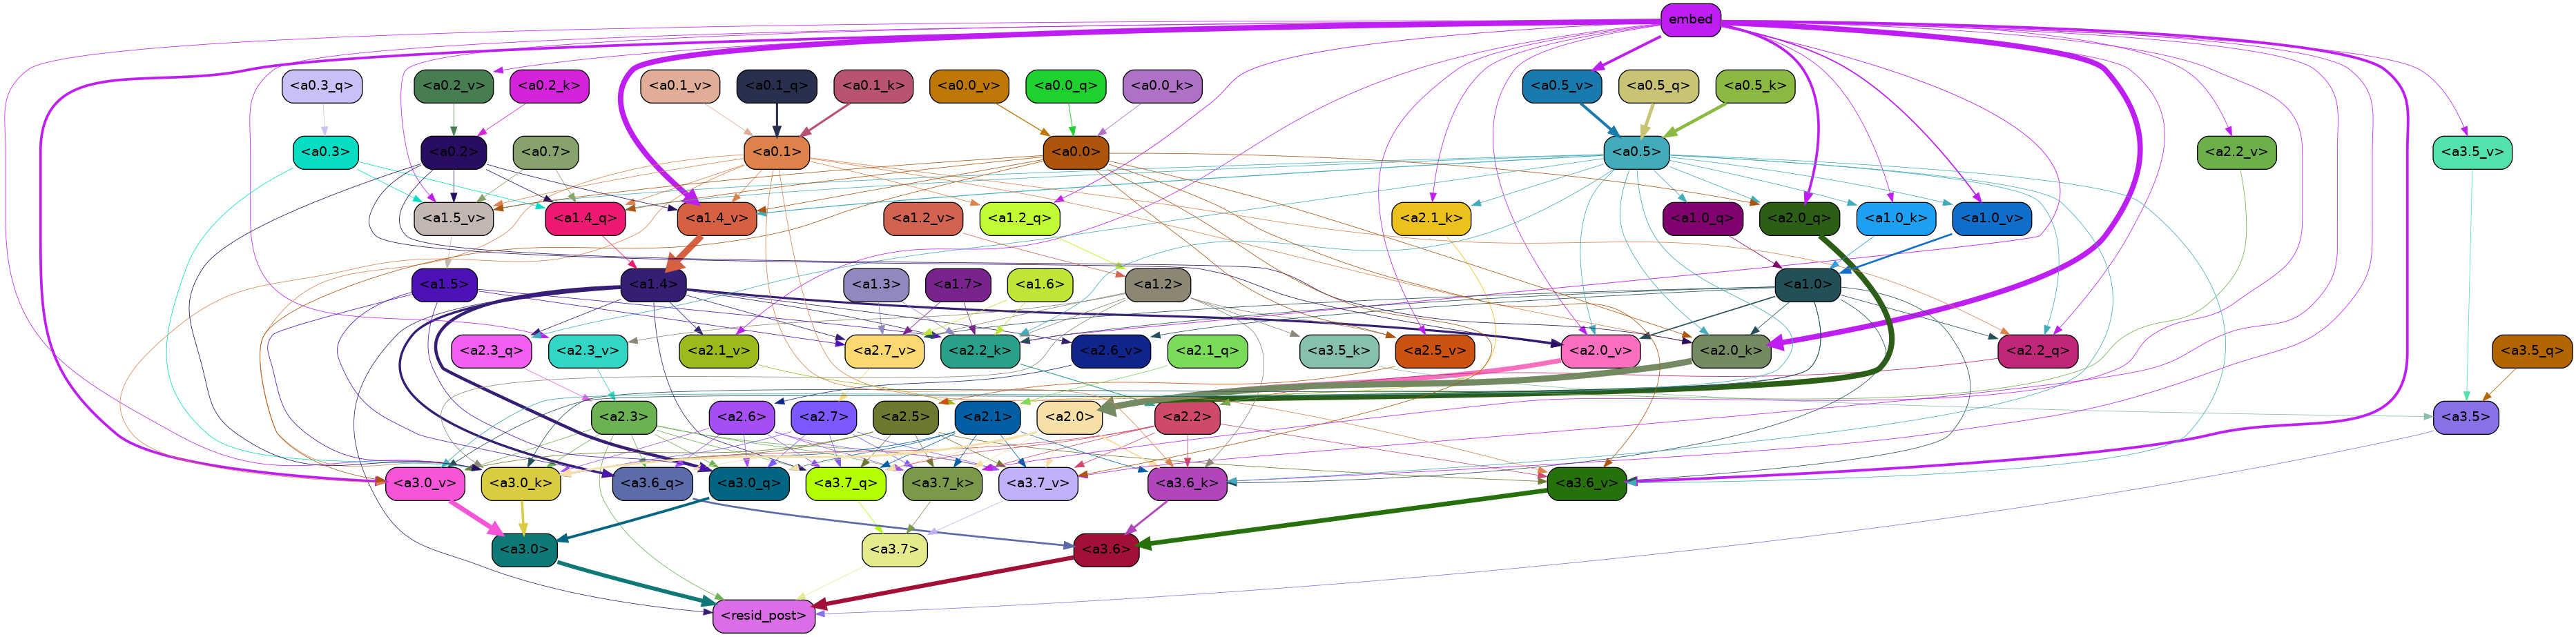 embed
<a0.3_q> <a0.2_v> <a0.2_k> <a0.1_v> <a0.1_q> <a0.1_k> <a0.0_v> <a0.0_q> <a0.0_k> <a0.5_v> <a0.5_q> <a0.5_k>
<a0.3> <a0.2> <a0.7> <a0.1> <a0.0> <a0.5> <a2.2_v> <a3.5_v>
<a1.5_v> <a1.4_q> <a1.4_v> <a1.2_v> <a1.2_q> <a2.1_k> <a1.0_q> <a2.0_q> <a1.0_k> <a1.0_v>
<a1.5> <a1.4> <a1.3> <a1.7> <a1.6> <a1.2> <a1.0>
<a2.3_q> <a2.3_v> <a2.1_v> <a2.7_v> <a2.2_k> <a2.6_v> <a2.1_q> <a3.5_k> <a2.5_v> <a2.0_v> <a2.0_k> <a2.2_q> <a3.5_q>
<a2.3> <a2.6> <a2.7> <a2.5> <a2.1> <a2.0> <a2.2> <a3.5>
<a3.0_v> <a3.0_k> <a3.6_q> <a3.0_q> <a3.7_q> <a3.7_k> <a3.7_v> <a3.6_k> <a3.6_v>
<a3.0> <a3.7> <a3.6>
<resid_post>